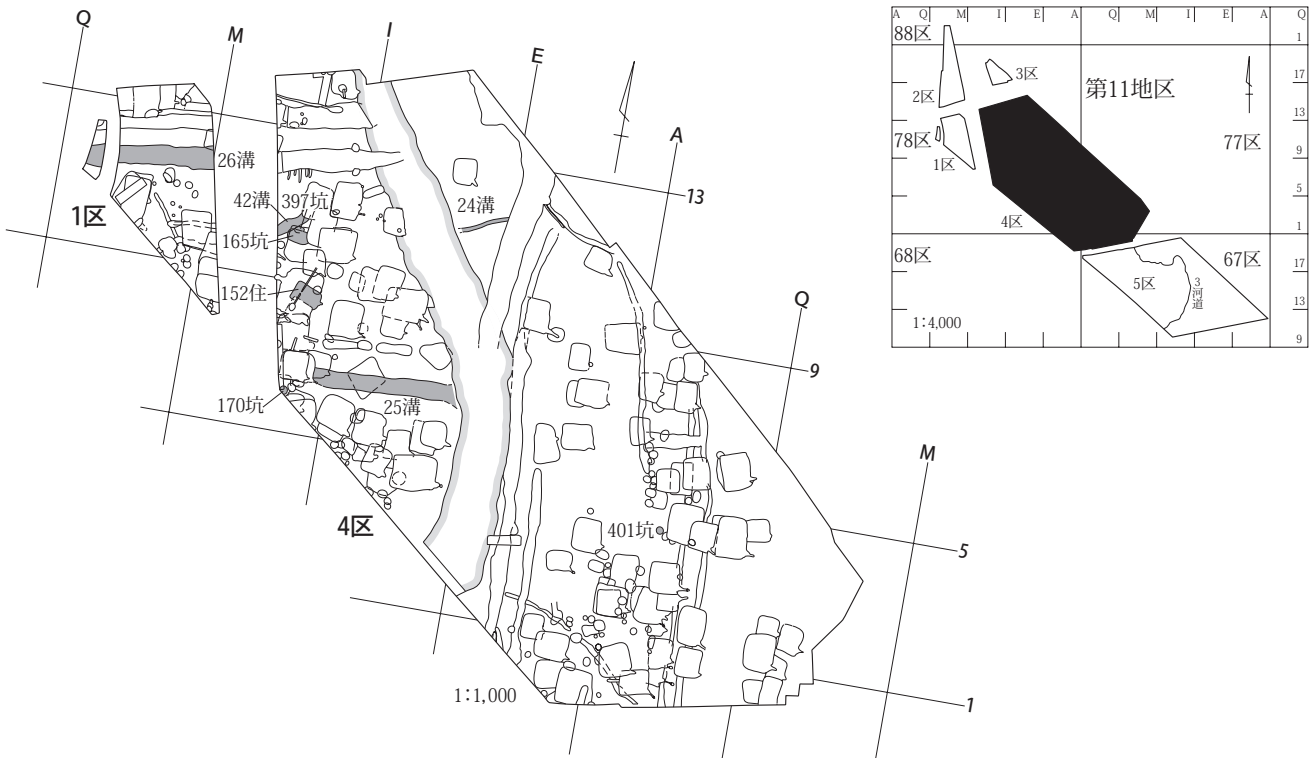 Q
M
I
E
A
13
Q
9
M
5
1
26溝
1区
42溝
397坑
165坑
24溝
152住
170坑
25溝
4区
401坑
1:1,000
A Q M I E A Q M I E A Q
88区
1
3区
17
第11地区
2区
13
78区
77区
1区
9
5
4区
1
68区
67区
17
5区
3河道
13
1:4,000
9